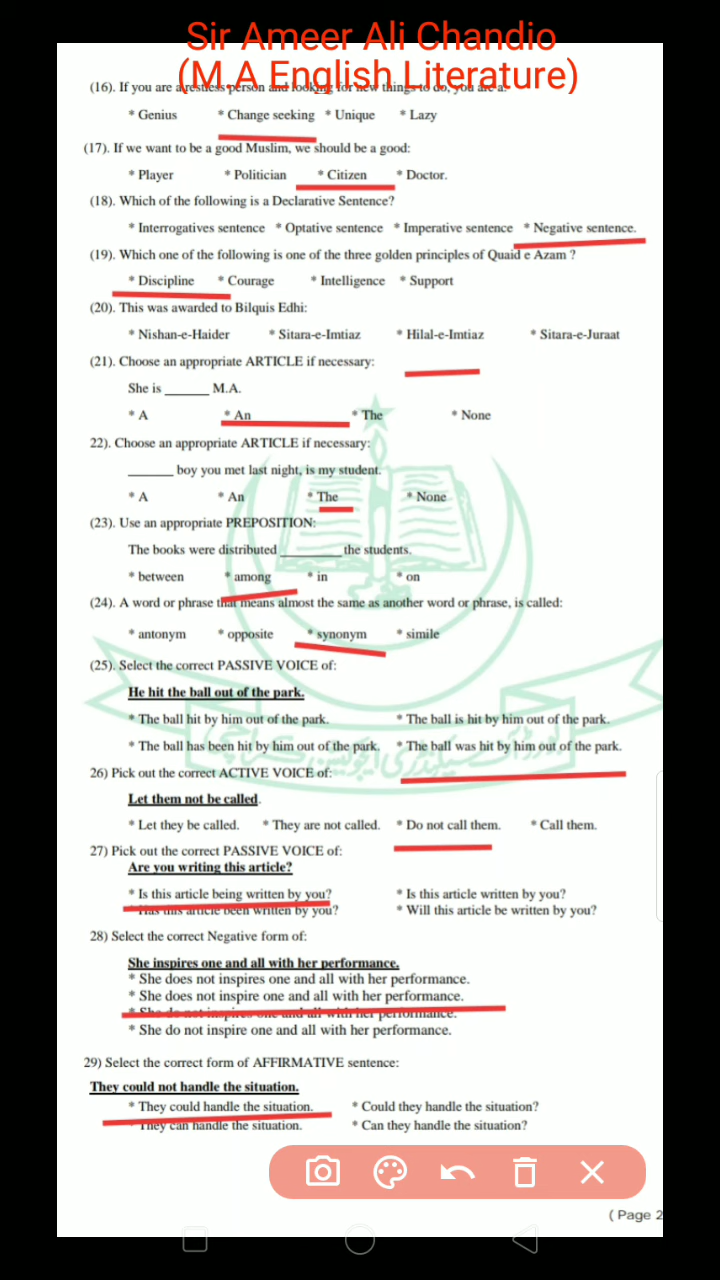 Sir Ameer Ali Chandio
(M A English Literature)
(16). If you are a restless person and looking for new things to do, you are a:
* Genius * Change seeking * Unique * Lazy
(17). If we want to be a good Muslim, we should be a good:
* Player * Politician * Citizen * Doctor.
(18). Which of the following is a Declarative Sentence?
* Interrogatives sentence * Optative sentence * Imperative sentence * Negative sentence.
(19). Which one of the following is one of the three golden principles of Quaid e Azam ?
* Discipline * Courage * Intelligence * Support
(20). This was awarded to Bilquis Edhi:
* Nishan-e-Haider * Sitara-e-Imtiaz * Hilal-e-Imtiaz * Sitara-e-Juraat
(21). Choose an appropriate ARTICLE if necessary:
She is ______ M.A.
* A * An * The * None
22). Choose an appropriate ARTICLE if necessary:
______ boy you met last night, is my student.
* A * An * The * None
(23). Use an appropriate PREPOSITION:
The books were distributed ________ the students.
* between * among * in * on
(24). A word or phrase that means almost the same as another word or phrase, is called:
* antonym * opposite * synonym * simile
(25). Select the correct PASSIVE VOICE of:
He hit the ball out of the park.
* The ball hit by him out of the park. * The ball is hit by him out of the park.
* The ball has been hit by him out of the park. * The ball was hit by him out of the park.
26) Pick out the correct ACTIVE VOICE of:
Let them not be called.
* Let they be called. * They are not called. * Do not call them. * Call them.
27) Pick out the correct PASSIVE VOICE of:
Are you writing this article?
* Is this article being written by you? * Is this article written by you?
* Has this article been written by you? * Will this article be written by you?
28) Select the correct Negative form of:
She inspires one and all with her performance.
* She does not inspires one and all with her performance.
* She does not inspire one and all with her performance.
* She do not inspires one and all with her performance.
* She do not inspire one and all with her performance.
29) Select the correct form of AFFIRMATIVE sentence:
They could not handle the situation.
* They could handle the situation. * Could they handle the situation?
* They can handle the situation. * Can they handle the situation?
( Page 2